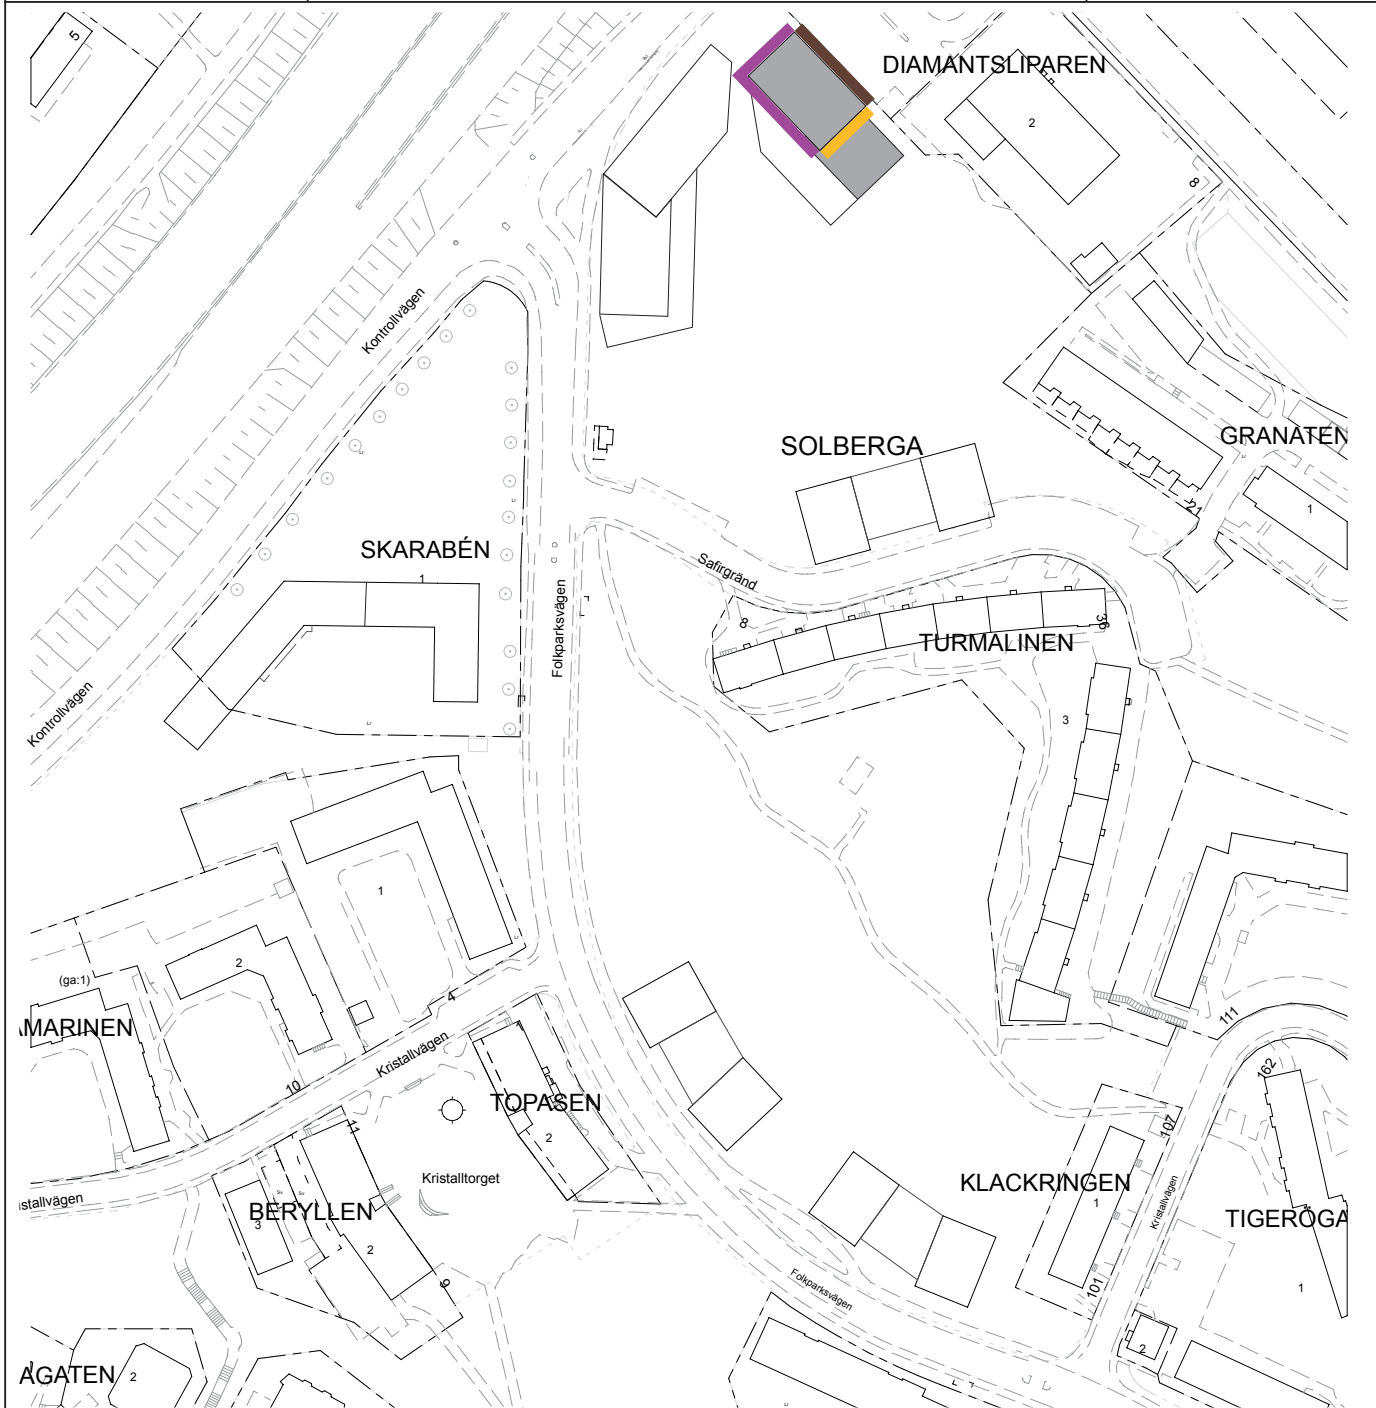 5
DIAMANTSLIPAREN
2
8
Kontrollvägen
SOLBERGA
GRANATEN
21
1
SKARABÉN
1
Safirgränd
Folkparksvägen
8
36
TURMALINEN
Kontrollvägen
3
1
2
(ga:1)
4
AMARINEN
111
Kristallvägen
162
10
TOPASEN
2
11
107
Kristalltorget
KLACKRINGEN
1
istallvägen
BERYLLEN
3
2
Kristallvägen
TIGERÖGA
9
Folkparksvägen
101
1
2
AGATEN
2